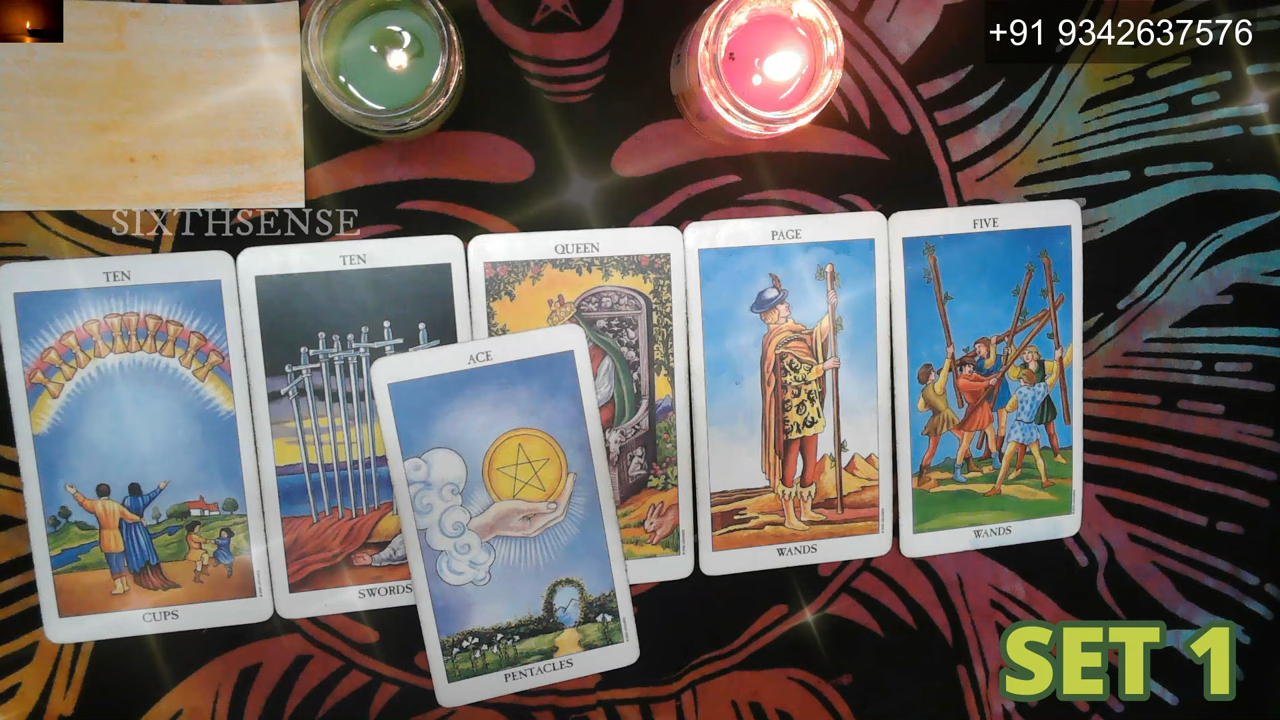 +91 9342637576
SIXTHSENSE
TEN
CUPS
TEN
SWORDS
QUEEN
ACE
PENTACLES
PAGE
WANDS
FIVE
WANDS
SET 1